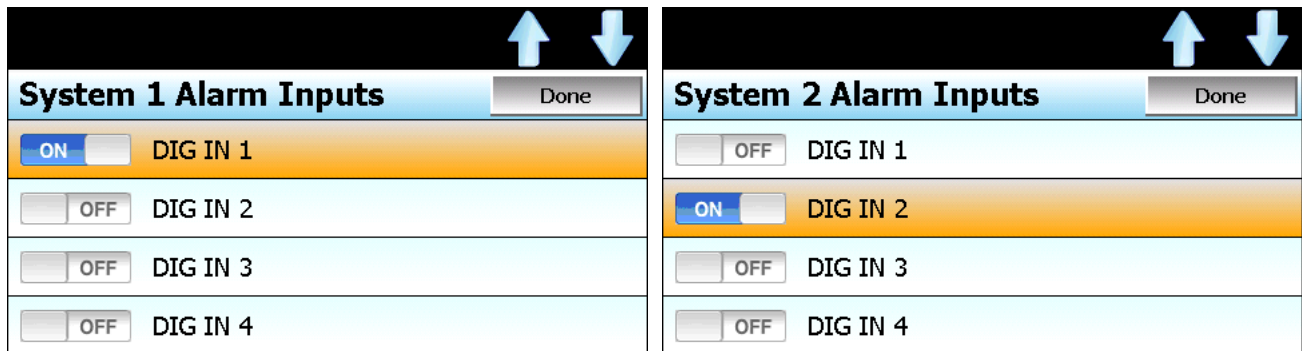 System 1 Alarm Inputs Done
ON DIG IN 1
OFF DIG IN 2
OFF DIG IN 3
OFF DIG IN 4
System 2 Alarm Inputs Done
OFF DIG IN 1
ON DIG IN 2
OFF DIG IN 3
OFF DIG IN 4